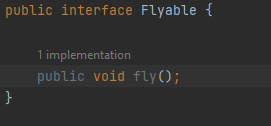 public interface Flyable {
1 implementation
public void fly();
}